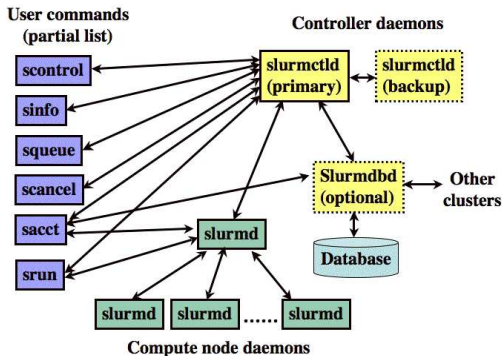 User commands
(partial list)
Controller daemons
scontrol
sinfo
squeue
scancel
sacct
srun
slurmctld
(primary)
slurmctld
(backup)
Slurmdbd
(optional)
Other
clusters
Database
slurmd
slurmd
slurmd
......
slurmd
Compute node daemons